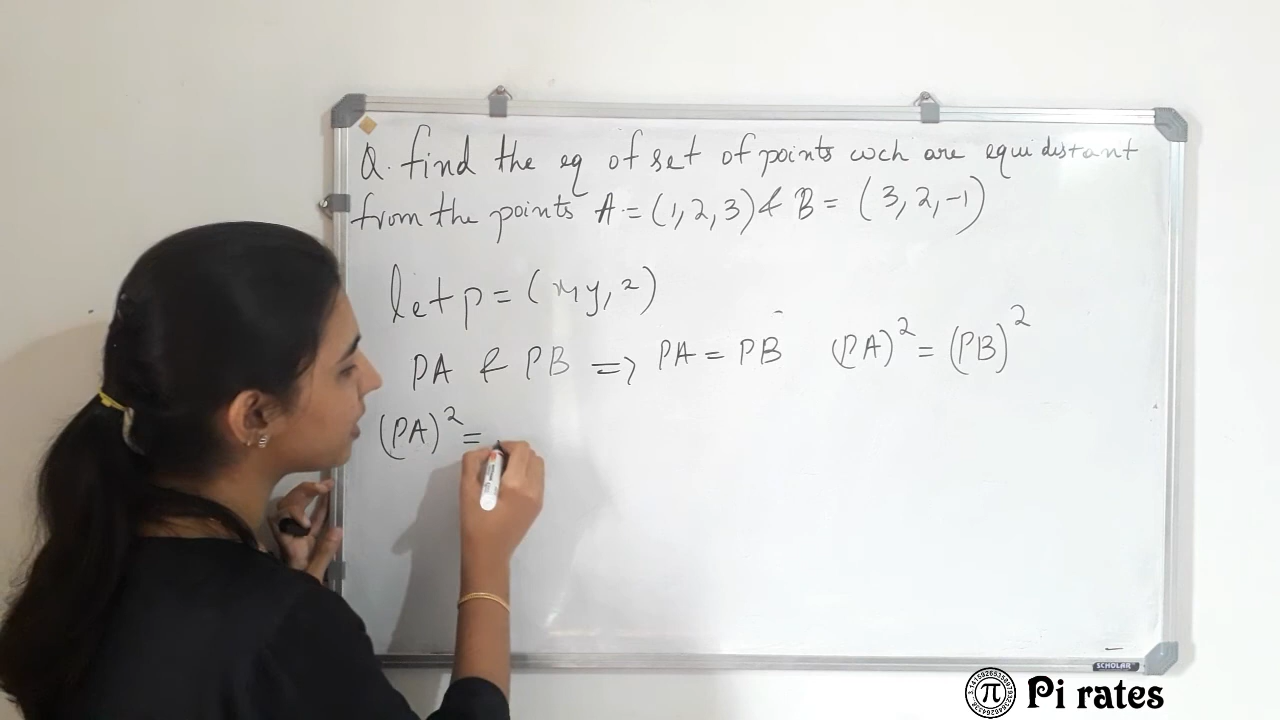 Q. find the eq of set of points wch are equidistant
from the points A = (1, 2, 3) & B = (3, 2, -1)
let p = (x, y, z)
PA & PB => PA = PB (PA)² = (PB)²
(PA)² =
SCHOLAR
π Pi rates